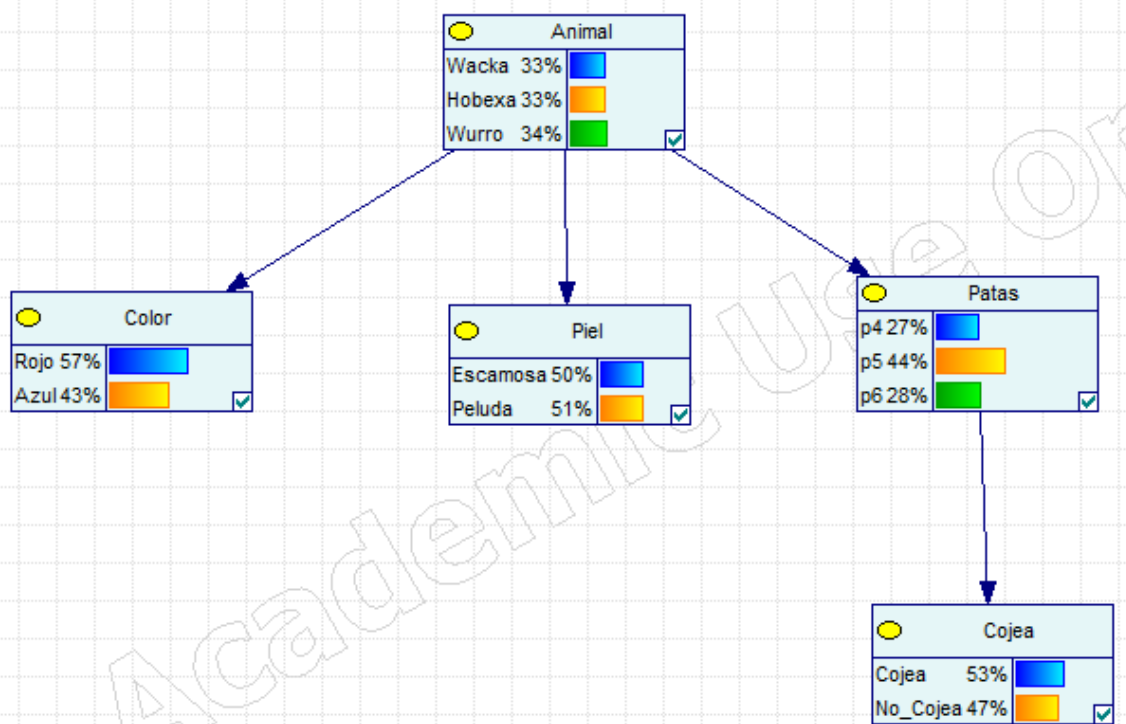 Animal
Wacka 33%
Hobexa 33%
Wurro 34%
Color
Rojo 57%
Azul 43%
Piel
Escamosa 50%
Peluda 51%
Patas
p4 27%
p5 44%
p6 28%
Cojea
Cojea 53%
No_Cojea 47%
Academic Use On